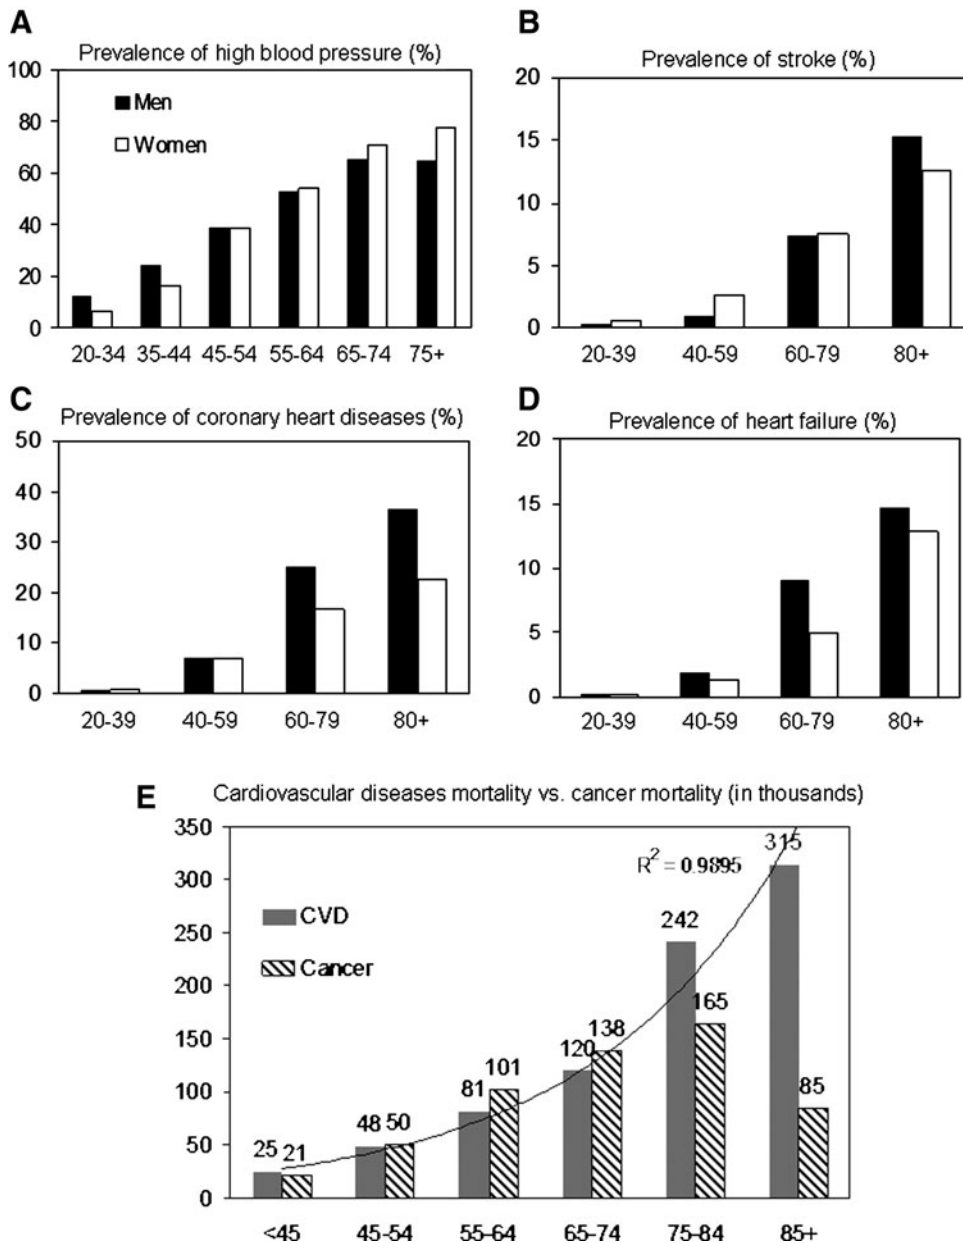 A
Prevalence of high blood pressure (%)
100
80
60
40
20
0
Men
Women
20-34 35-44 45-54 55-64 65-74 75+
B
Prevalence of stroke (%)
20
15
10
5
0
20-39 40-59 60-79 80+
C
Prevalence of coronary heart diseases (%)
50
40
30
20
10
0
20-39 40-59 60-79 80+
D
Prevalence of heart failure (%)
20
15
10
5
0
20-39 40-59 60-79 80+
E
Cardiovascular diseases mortality vs. cancer mortality (in thousands)
350
300
250
200
150
100
50
0
CVD
Cancer
R² = 0.9895
25 21 48 50 81 101 120 138 242 165 315 85
<45 45-54 55-64 65-74 75-84 85+